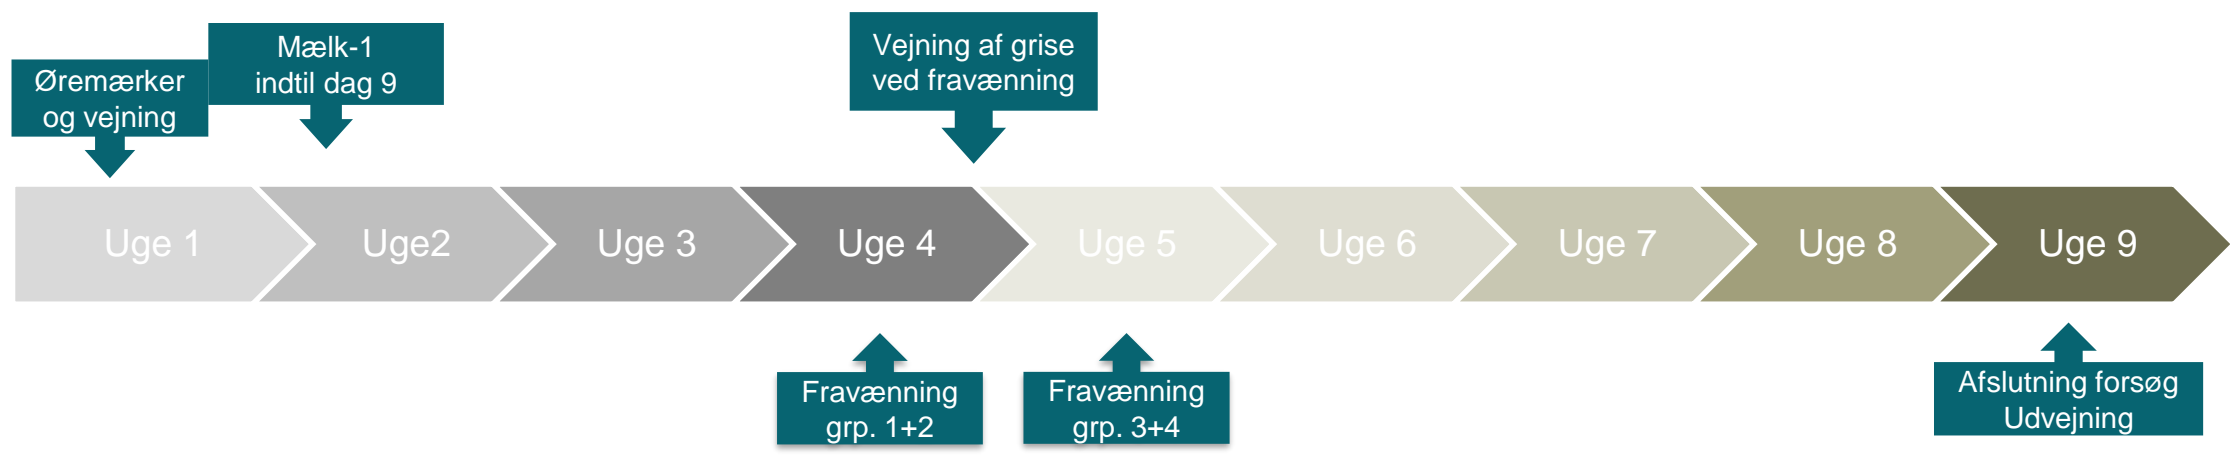 Øremærker
og vejning
Mælk-1
indtil dag 9
Vejning af grise
ved fravænning
Uge 1
Uge2
Uge 3
Uge 4
Uge 5
Uge 6
Uge 7
Uge 8
Uge 9
Fravænning
grp. 1+2
Fravænning
grp. 3+4
Afslutning forsøg
Udvejning